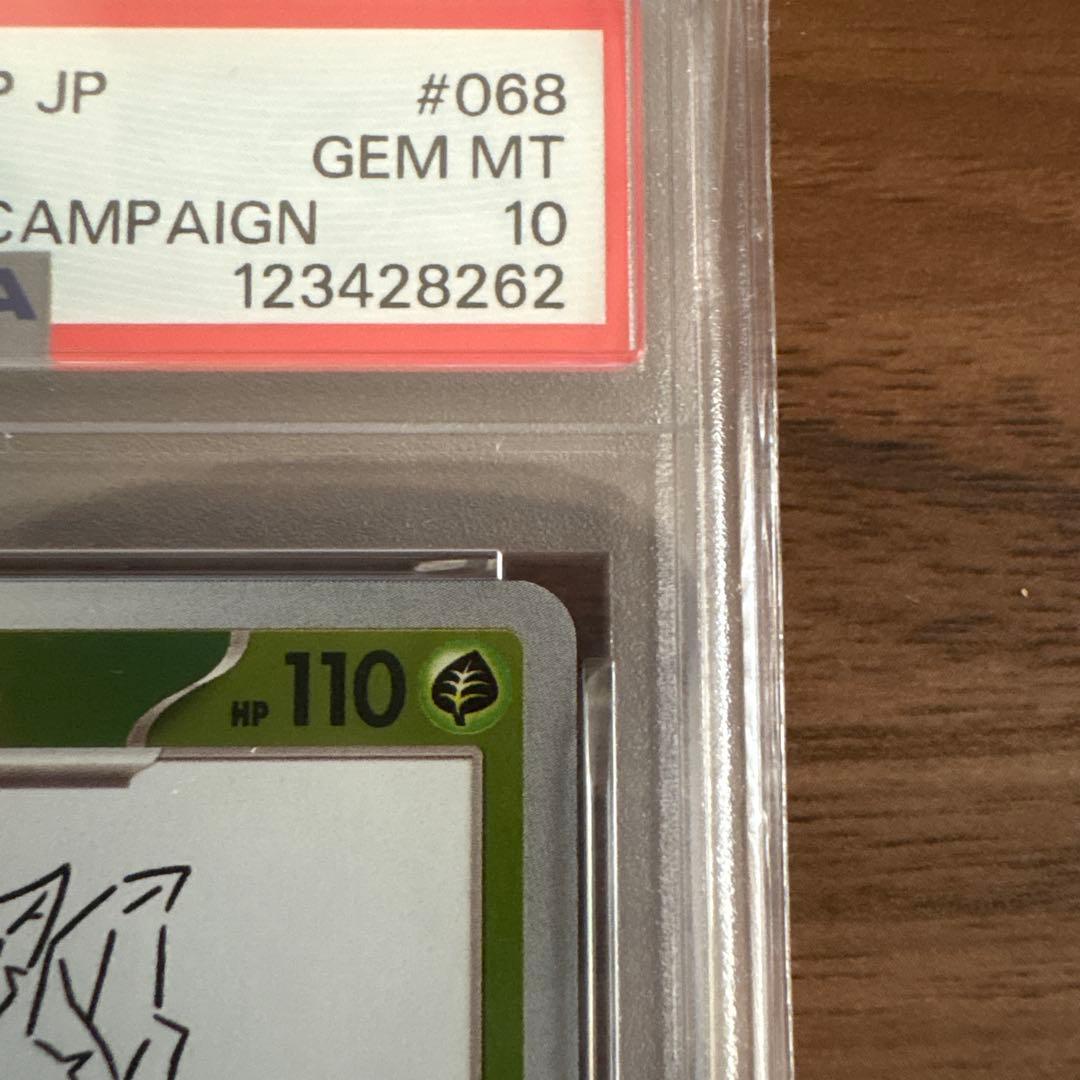 P JP #068
GEM MT
CAMPAIGN 10
A 123428262
HP 110